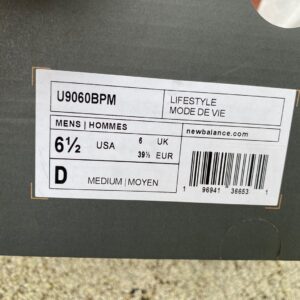 U9060BPM
LIFESTYLE
MODE DE VIE
MENS | HOMMES
newbalance.com
6½ USA 6 UK
39½ EUR
D MEDIUM | MOYEN
1 96941 36653 1